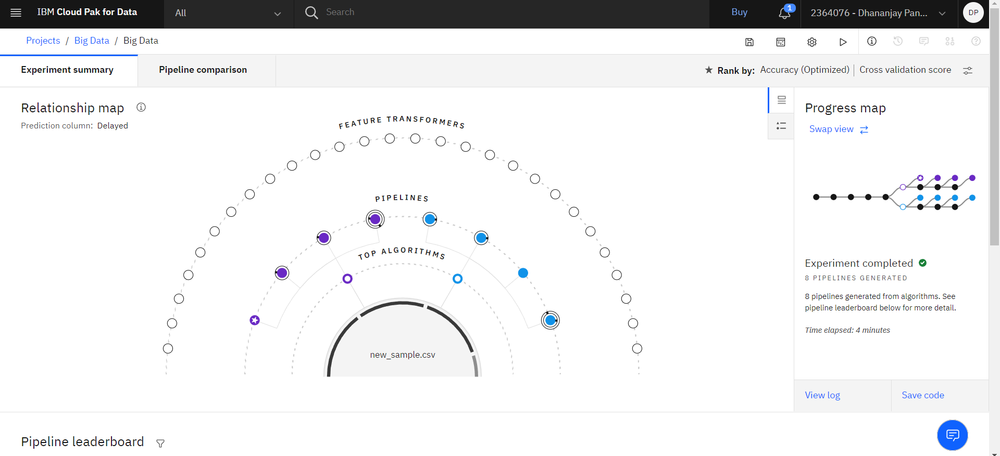 IBM Cloud Pak for Data
All
Search
Buy
1
2364076 - Dhananjay Pan...
DP
Projects / Big Data / Big Data
Experiment summary
Pipeline comparison
★ Rank by: Accuracy (Optimized) | Cross validation score
Relationship map
Prediction column: Delayed
FEATURE TRANSFORMERS
PIPELINES
TOP ALGORITHMS
new_sample.csv
Progress map
Swap view
Experiment completed
8 PIPELINES GENERATED
8 pipelines generated from algorithms. See
pipeline leaderboard below for more detail.
Time elapsed: 4 minutes
View log
Save code
Pipeline leaderboard